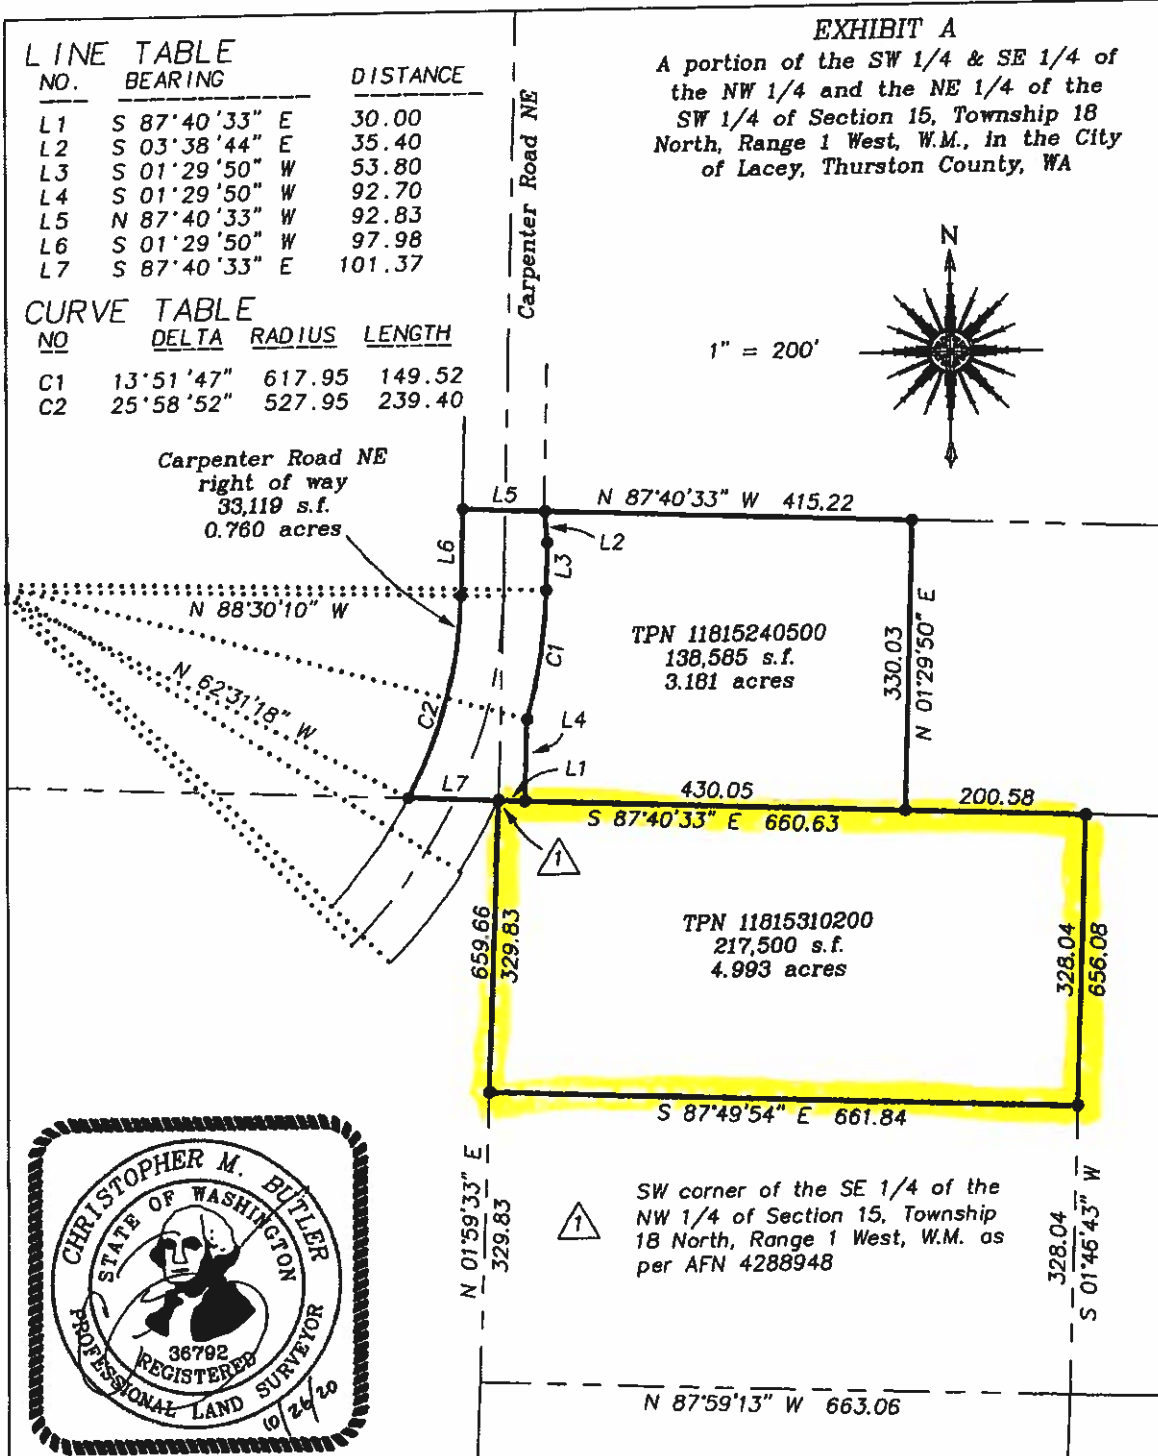 EXHIBIT A
A portion of the SW 1/4 & SE 1/4 of
the NW 1/4 and the NE 1/4 of the
SW 1/4 of Section 15, Township 18
North, Range 1 West, W.M., in the City
of Lacey, Thurston County, WA
LINE TABLE
NO. BEARING DISTANCE
L1 S 87°40'33" E 30.00
L2 S 03°38'44" E 35.40
L3 S 01°29'50" W 53.80
L4 S 01°29'50" W 92.70
L5 N 87°40'33" W 92.83
L6 S 01°29'50" W 97.98
L7 S 87°40'33" E 101.37
CURVE TABLE
NO DELTA RADIUS LENGTH
C1 13°51'47" 617.95 149.52
C2 25°58'52" 527.95 239.40
Carpenter Road NE
N
1" = 200'
Carpenter Road NE
right of way
33,119 s.f.
0.760 acres
L5
N 87°40'33" W 415.22
L6
L2
L3
N 88°30'10" W
C1
TPN 11815240500
138,585 s.f.
3.181 acres
330.03
N 01°29'50" E
N 62°31'18" W
C2
L4
L7
L1
430.05
200.58
S 87°40'33" E 660.63
1
659.66
329.83
TPN 11815310200
217,500 s.f.
4.993 acres
328.04
656.08
S 87°49'54" E 661.84
N 01°59'33" E
329.83
1
SW corner of the SE 1/4 of the
NW 1/4 of Section 15, Township
18 North, Range 1 West, W.M. as
per AFN 4288948
328.04
S 01°46'43" W
N 87°59'13" W 663.06
CHRISTOPHER M. BUTLER
STATE OF WASHINGTON
36792
REGISTERED
PROFESSIONAL LAND SURVEYOR
10/26/20